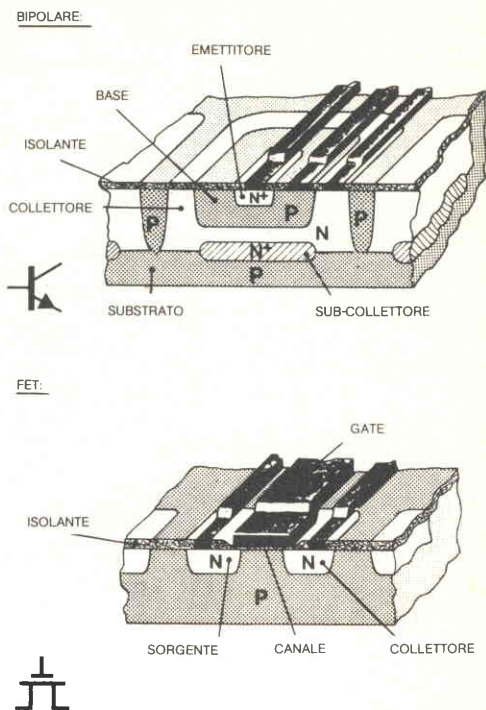 BIPOLARE:
EMETTITORE
BASE
ISOLANTE
COLLETTORE
N+
P
P
P
N
N+
P
SUBSTRATO
SUB-COLLETTORE
FET:
GATE
ISOLANTE
N
N
P
SORGENTE
CANALE
COLLETTORE